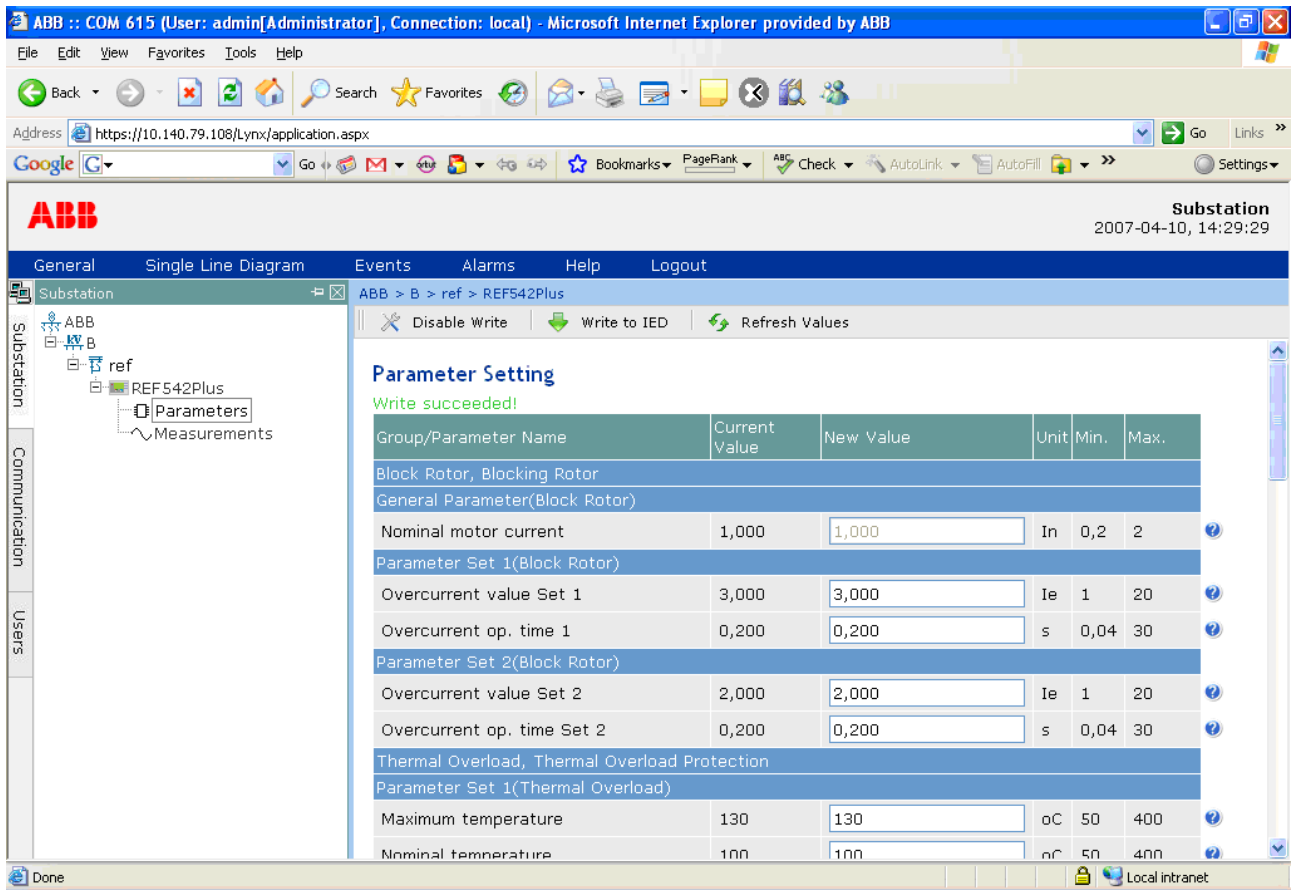 ABB :: COM 615 (User: admin[Administrator], Connection: local) - Microsoft Internet Explorer provided by ABB
File Edit View Favorites Tools Help
Back Search Favorites
Address https://10.140.79.108/Lynx/application.aspx Go Links »
Google G Go Bookmarks PageRank ABC Check AutoLink AutoFill » Settings
ABB
Substation
2007-04-10, 14:29:29
General Single Line Diagram Events Alarms Help Logout
Substation
ABB > B > ref > REF542Plus
Disable Write Write to IED Refresh Values
Substation
Communication
Users
ABB
KV B
ref
REF542Plus
Parameters
Measurements
Parameter Setting
Write succeeded!
Group/Parameter Name Current Value New Value Unit Min. Max.
Block Rotor, Blocking Rotor
General Parameter(Block Rotor)
Nominal motor current 1,000 1,000 In 0,2 2
Parameter Set 1(Block Rotor)
Overcurrent value Set 1 3,000 3,000 Ie 1 20
Overcurrent op. time 1 0,200 0,200 s 0,04 30
Parameter Set 2(Block Rotor)
Overcurrent value Set 2 2,000 2,000 Ie 1 20
Overcurrent op. time Set 2 0,200 0,200 s 0,04 30
Thermal Overload, Thermal Overload Protection
Parameter Set 1(Thermal Overload)
Maximum temperature 130 130 oC 50 400
Nominal temperature 100 100 oC 50 400
Done Local intranet